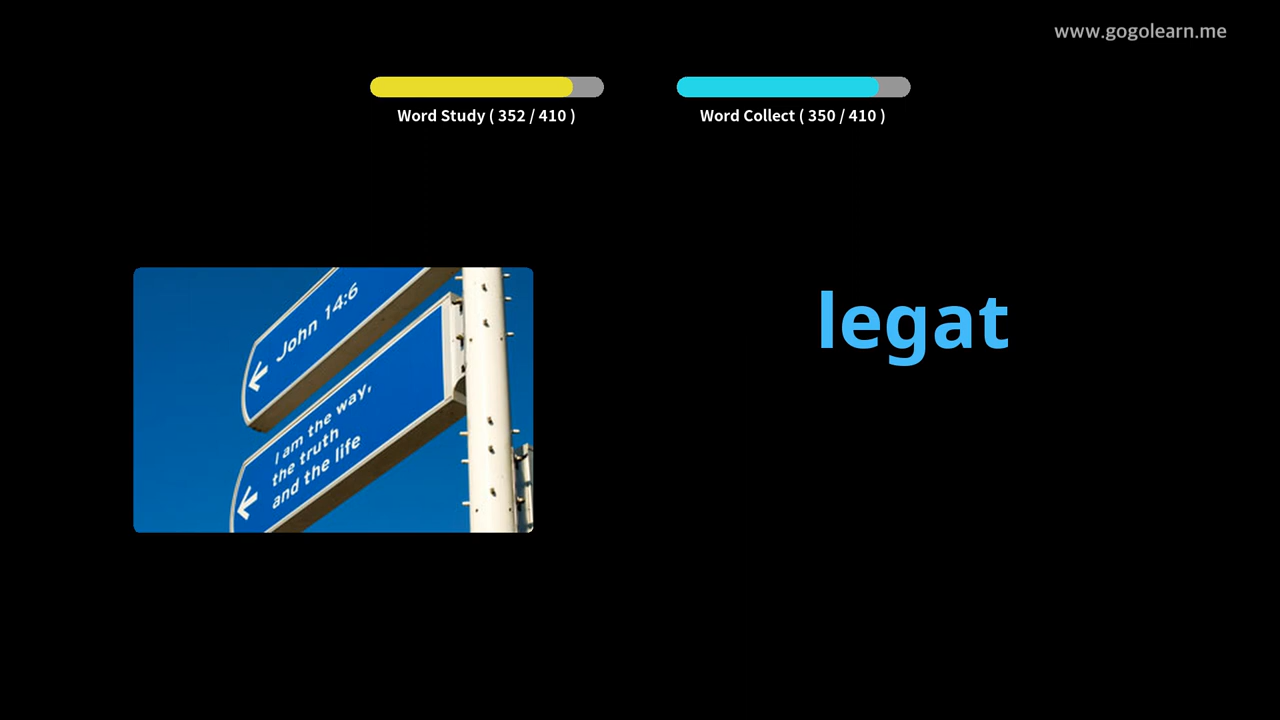 www.gogolearn.me
Word Study ( 352 / 410 )
Word Collect ( 350 / 410 )
John 14:6
I am the way,
the truth
and the life
legat